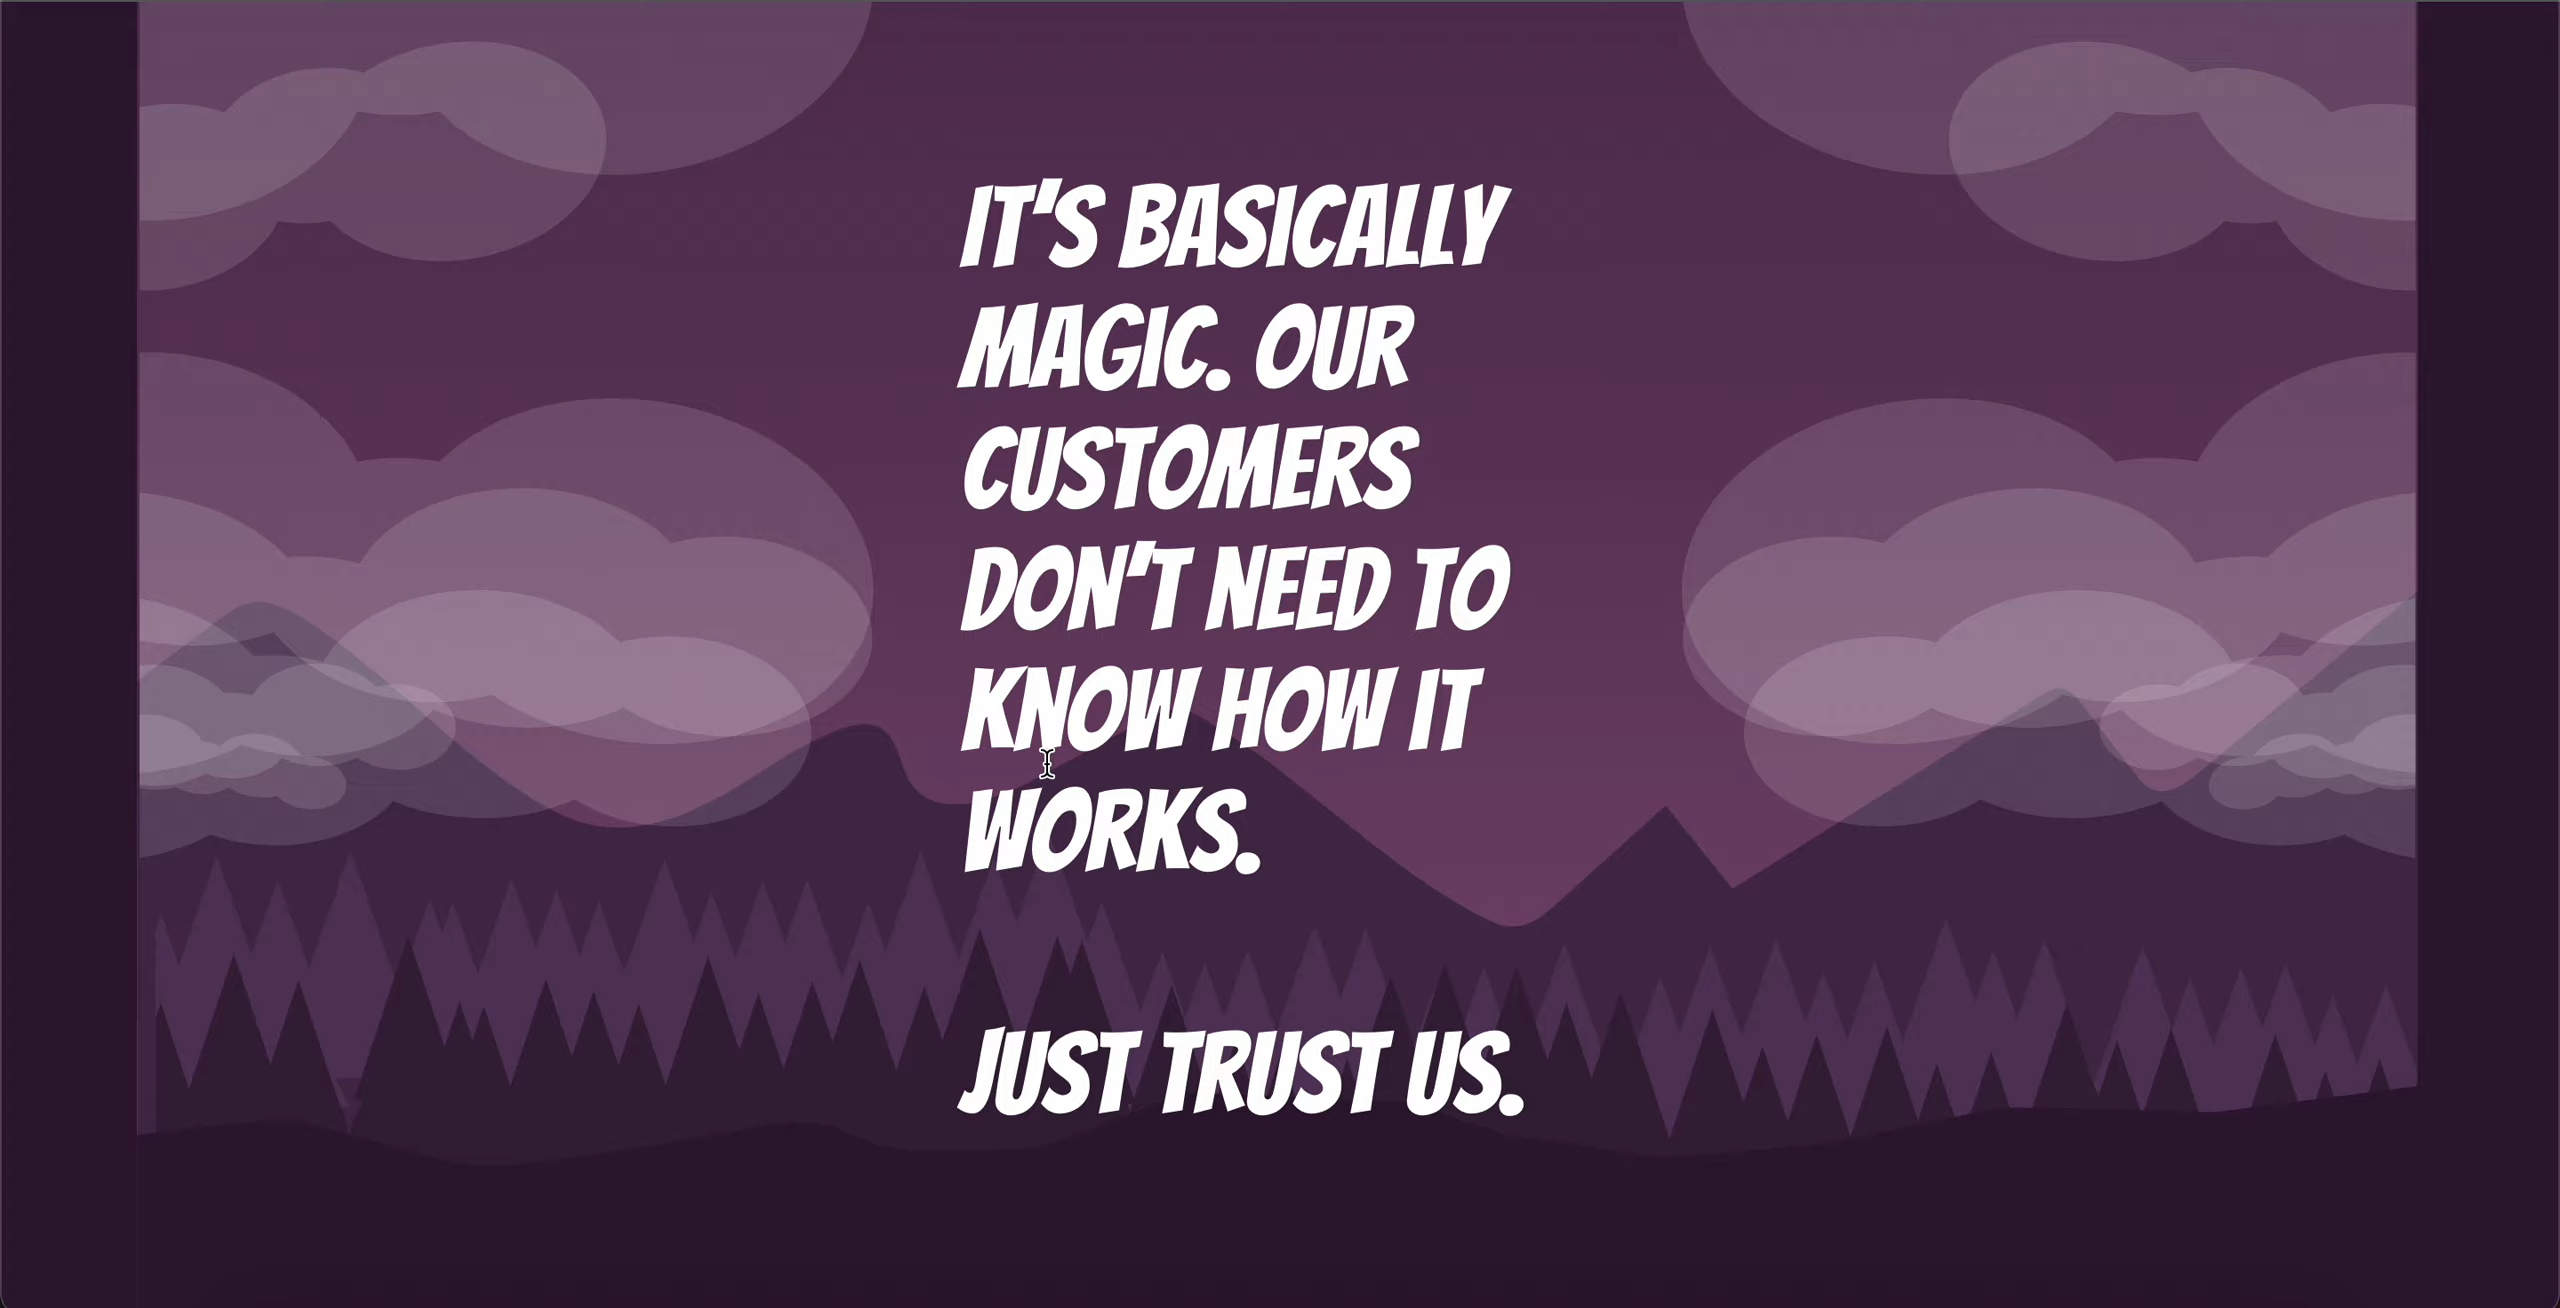 IT'S BASICALLY
MAGIC. OUR
CUSTOMERS
DON'T NEED TO
KNOW HOW IT
WORKS.
JUST TRUST US.